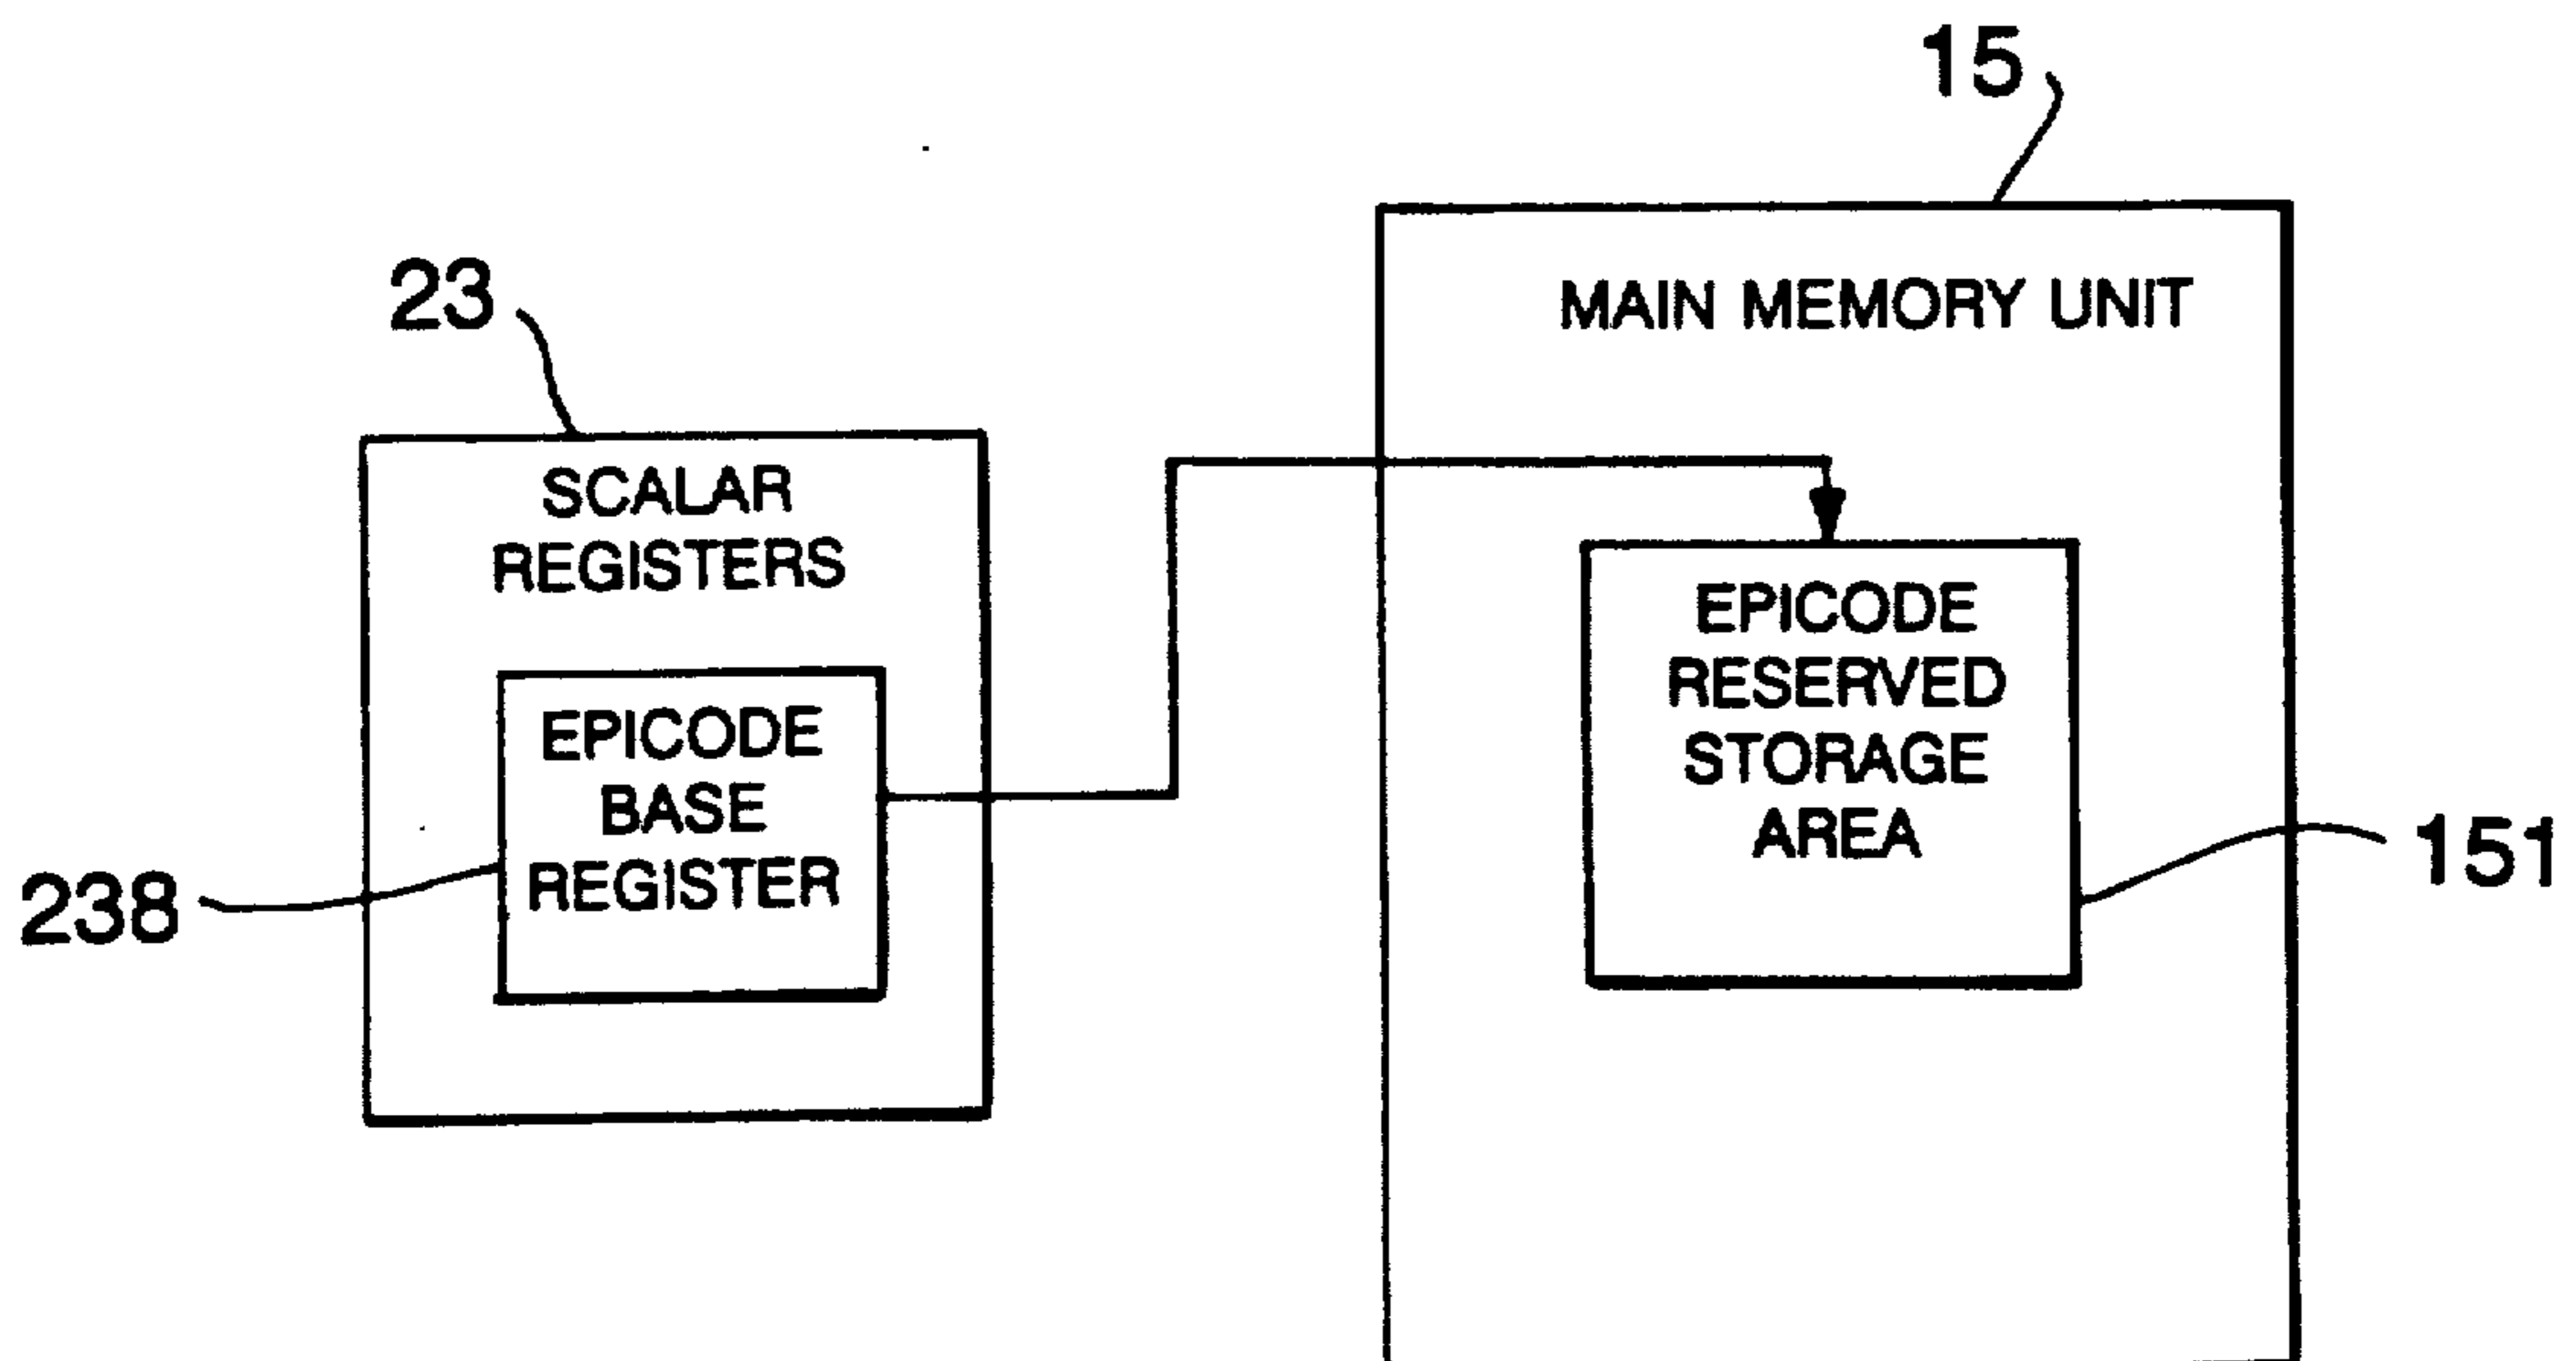 15
MAIN MEMORY UNIT
23
SCALAR
REGISTERS
EPICODE
BASE
REGISTER
238
EPICODE
RESERVED
STORAGE
AREA
151